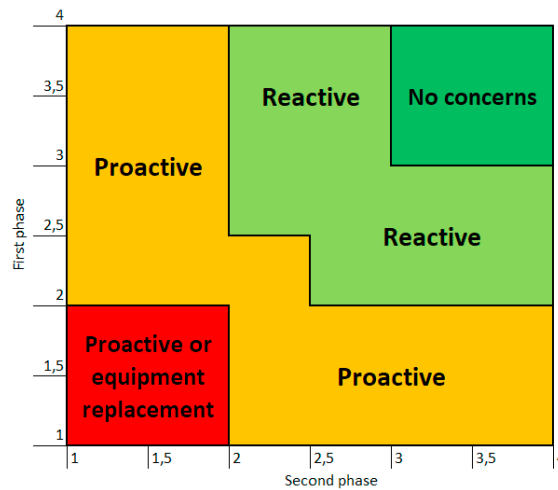 4
3,5
3
2,5
2
1,5
1
First phase
Reactive
No concerns
Proactive
Reactive
Proactive or
equipment
replacement
Proactive
1
1,5
2
2,5
3
3,5
Second phase